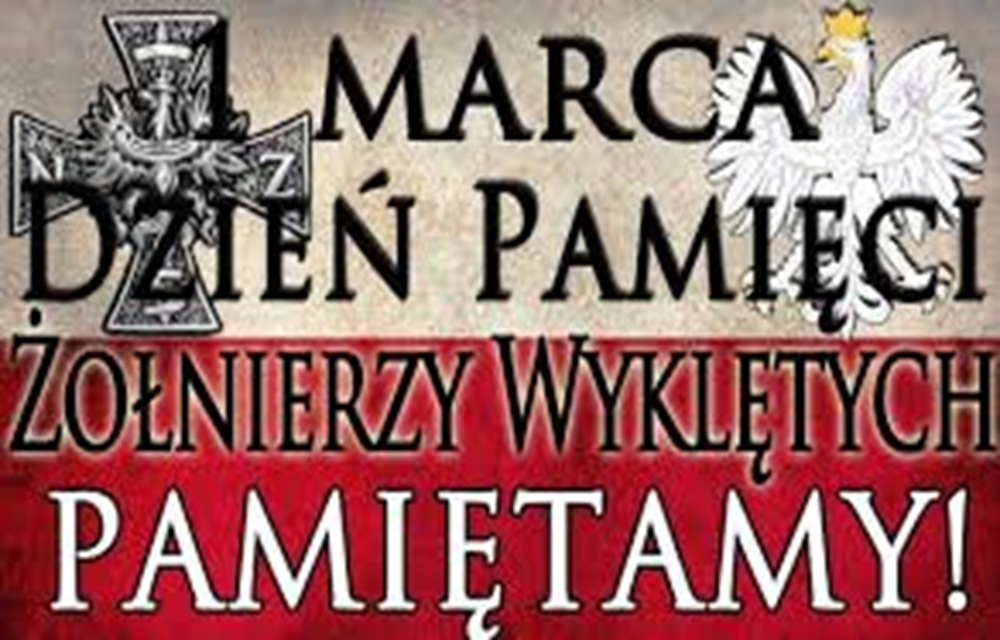 1 MARCA
DZIEŃ PAMIĘCI
ŻOŁNIERZY WYKLĘTYCH
PAMIĘTAMY!
N Z